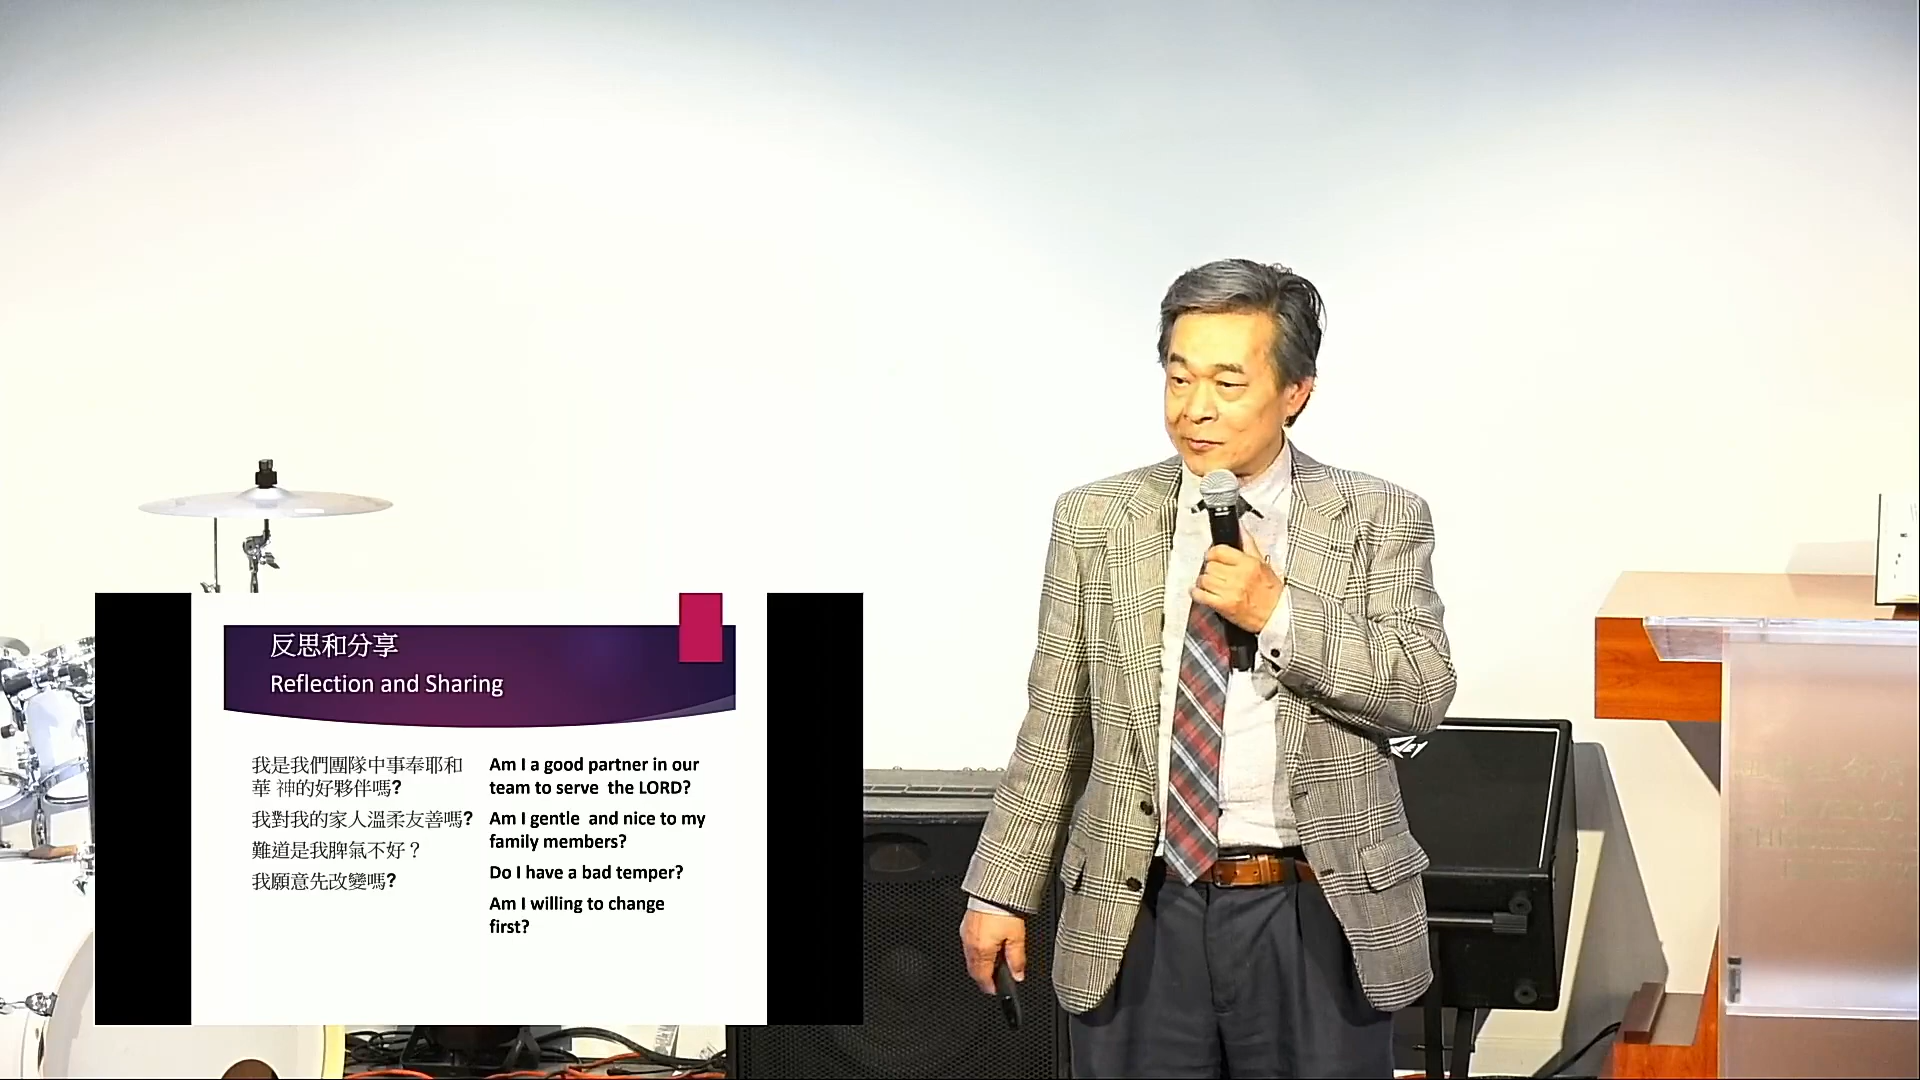 反思和分享
Reflection and Sharing
我是我們團隊中事奉耶和
華 神的好夥伴嗎?
我對我的家人溫柔友善嗎?
難道是我脾氣不好？
我願意先改變嗎?
Am I a good partner in our
team to serve  the LORD?
Am I gentle  and nice to my
family members?
Do I have a bad temper?
Am I willing to change
first?